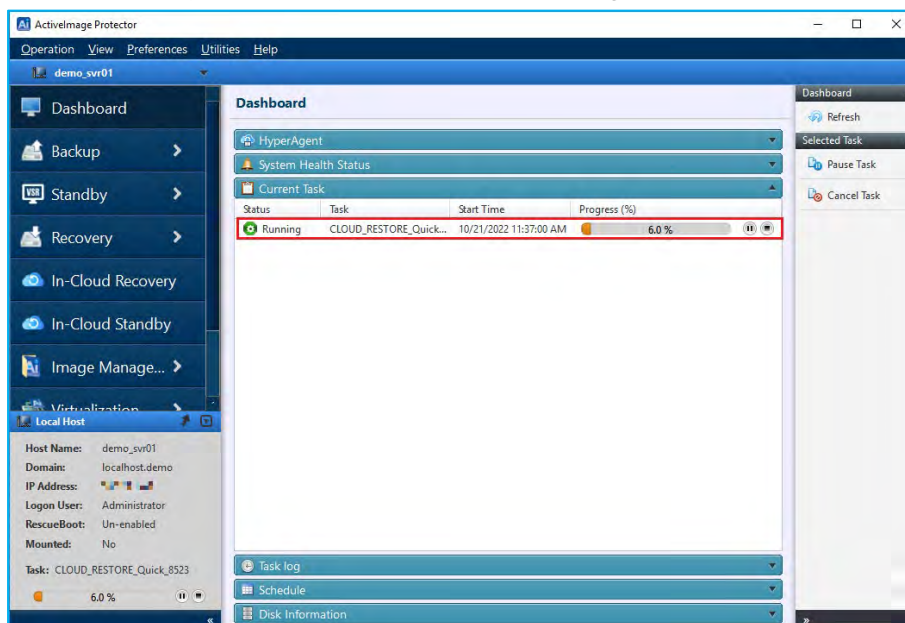 Ai ActiveImage Protector
Operation View Preferences Utilities Help
demo_svr01
Dashboard
Backup
VSB Standby
Recovery
In-Cloud Recovery
In-Cloud Standby
Ai Image Manage...
Virtualization
Local Host
Host Name: demo_svr01
Domain: localhost.demo
IP Address:
Logon User: Administrator
RescueBoot: Un-enabled
Mounted: No
Task: CLOUD_RESTORE_Quick_8523
6.0 %
Dashboard
HyperAgent
System Health Status
Current Task
Status Task Start Time Progress (%)
Running CLOUD_RESTORE_Quick... 10/21/2022 11:37:00 AM 6.0 %
Task log
Schedule
Disk Information
Dashboard
Refresh
Selected Task
Pause Task
Cancel Task